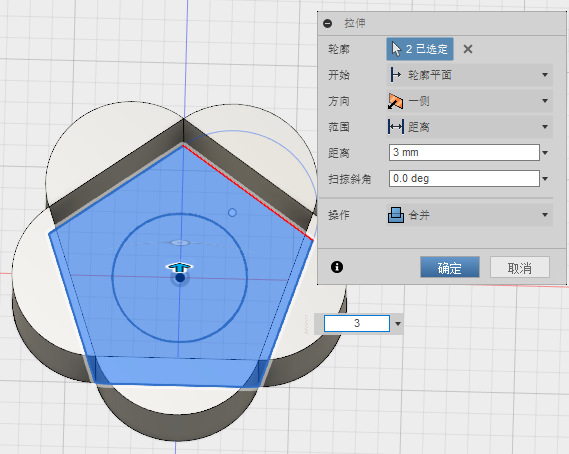 拉伸
轮廓 2 已选定
开始 轮廓平面
方向 一侧
范围 距离
距离 3 mm
扫掠斜角 0.0 deg
操作 合并
确定 取消
3